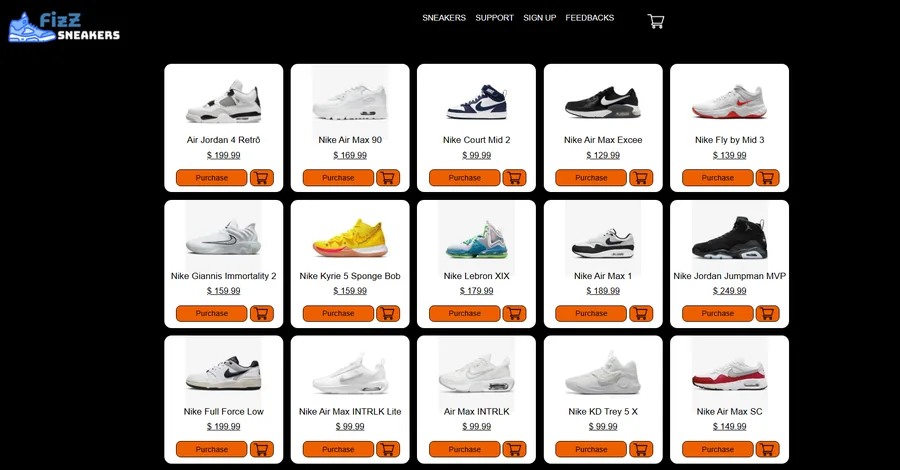 FizZ
SNEAKERS
SNEAKERS SUPPORT SIGN UP FEEDBACKS
Air Jordan 4 Retrô
$ 199.99
Purchase
Nike Air Max 90
$ 169.99
Purchase
Nike Court Mid 2
$ 99.99
Purchase
Nike Air Max Excee
$ 129.99
Purchase
Nike Fly by Mid 3
$ 139.99
Purchase
Nike Giannis Immortality 2
$ 159.99
Purchase
Nike Kyrie 5 Sponge Bob
$ 159.99
Purchase
Nike Lebron XIX
$ 179.99
Purchase
Nike Air Max 1
$ 189.99
Purchase
Nike Jordan Jumpman MVP
$ 249.99
Purchase
Nike Full Force Low
$ 199.99
Purchase
Nike Air Max INTRLK Lite
$ 99.99
Purchase
Air Max INTRLK
$ 99.99
Purchase
Nike KD Trey 5 X
$ 99.99
Purchase
Nike Air Max SC
$ 149.99
Purchase